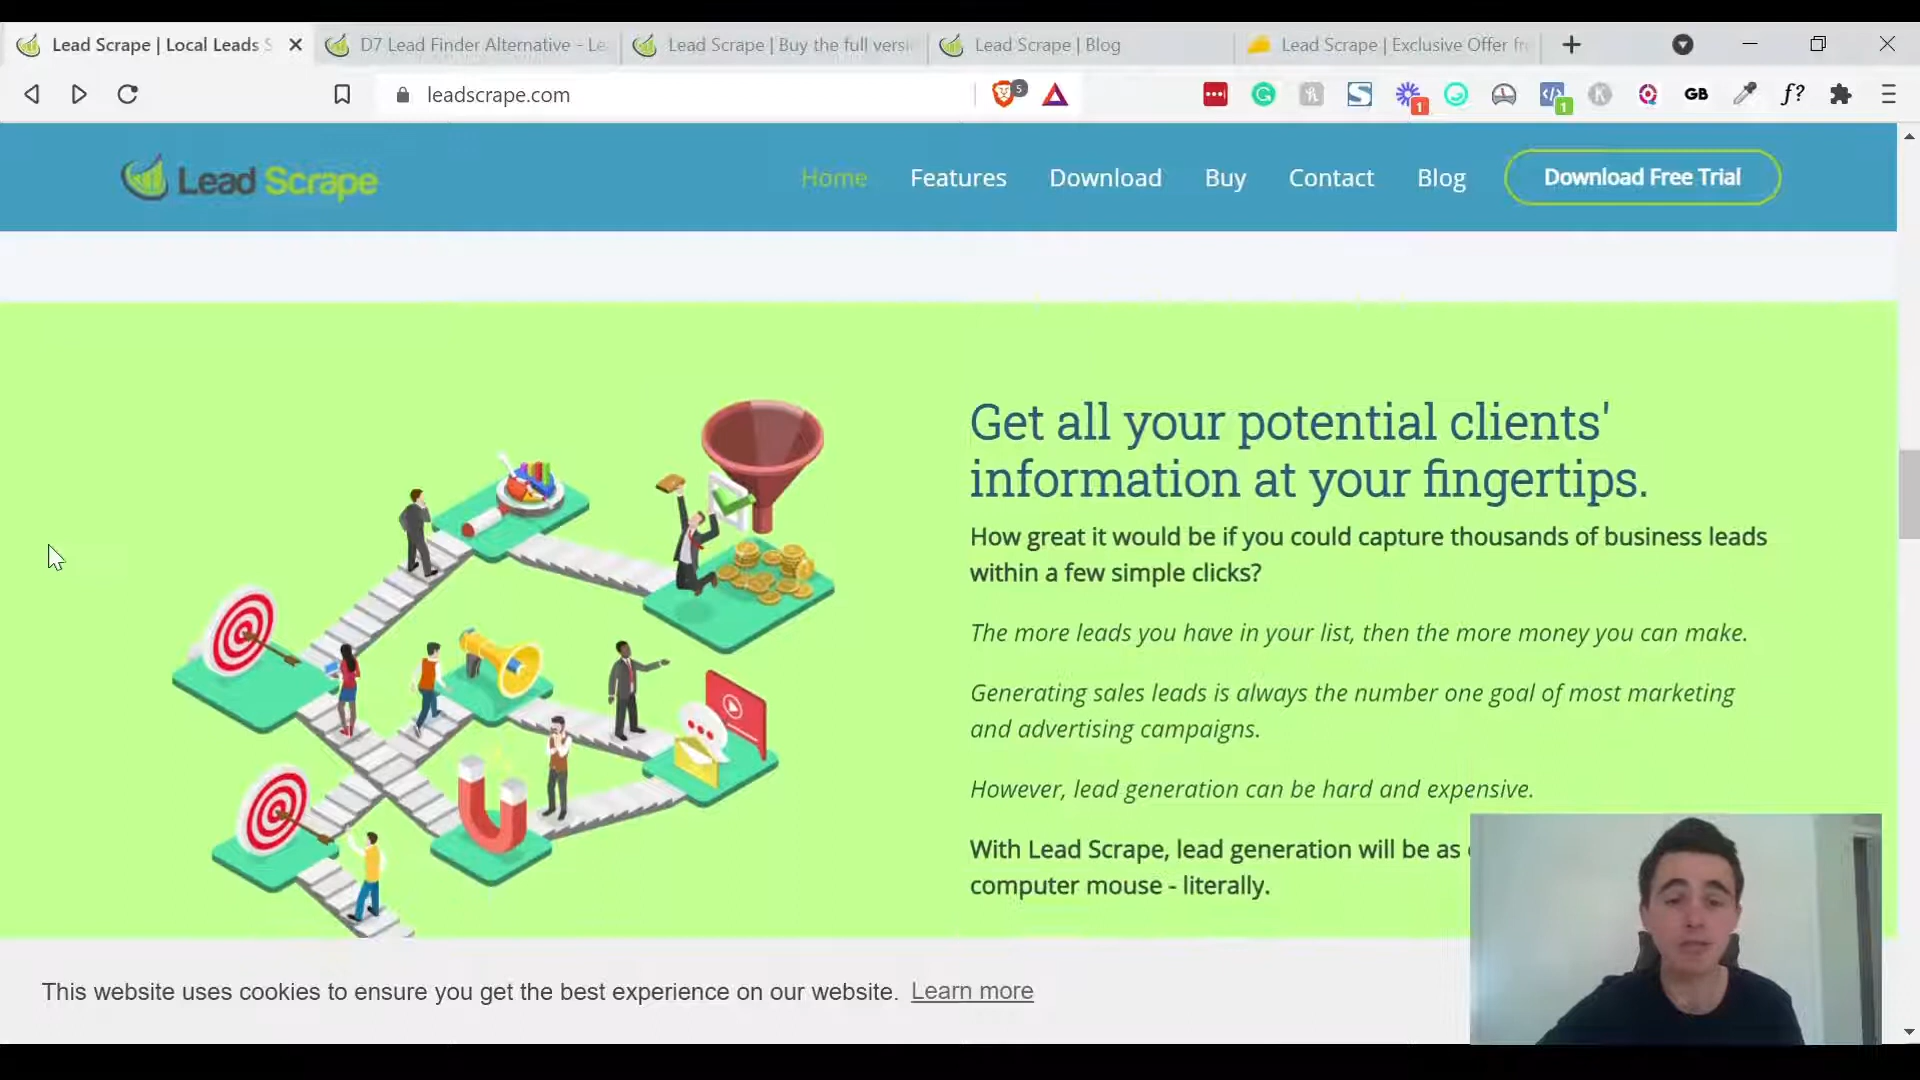 Lead Scrape | Local Leads S
D7 Lead Finder Alternative - Le
Lead Scrape | Buy the full versi
Lead Scrape | Blog
Lead Scrape | Exclusive Offer fr
leadscrape.com
5
1
1
GB
f?
Lead Scrape
Home
Features
Download
Buy
Contact
Blog
Download Free Trial
Get all your potential clients'
information at your fingertips.
How great it would be if you could capture thousands of business leads
within a few simple clicks?
The more leads you have in your list, then the more money you can make.
Generating sales leads is always the number one goal of most marketing
and advertising campaigns.
However, lead generation can be hard and expensive.
With Lead Scrape, lead generation will be as
computer mouse - literally.
This website uses cookies to ensure you get the best experience on our website. Learn more